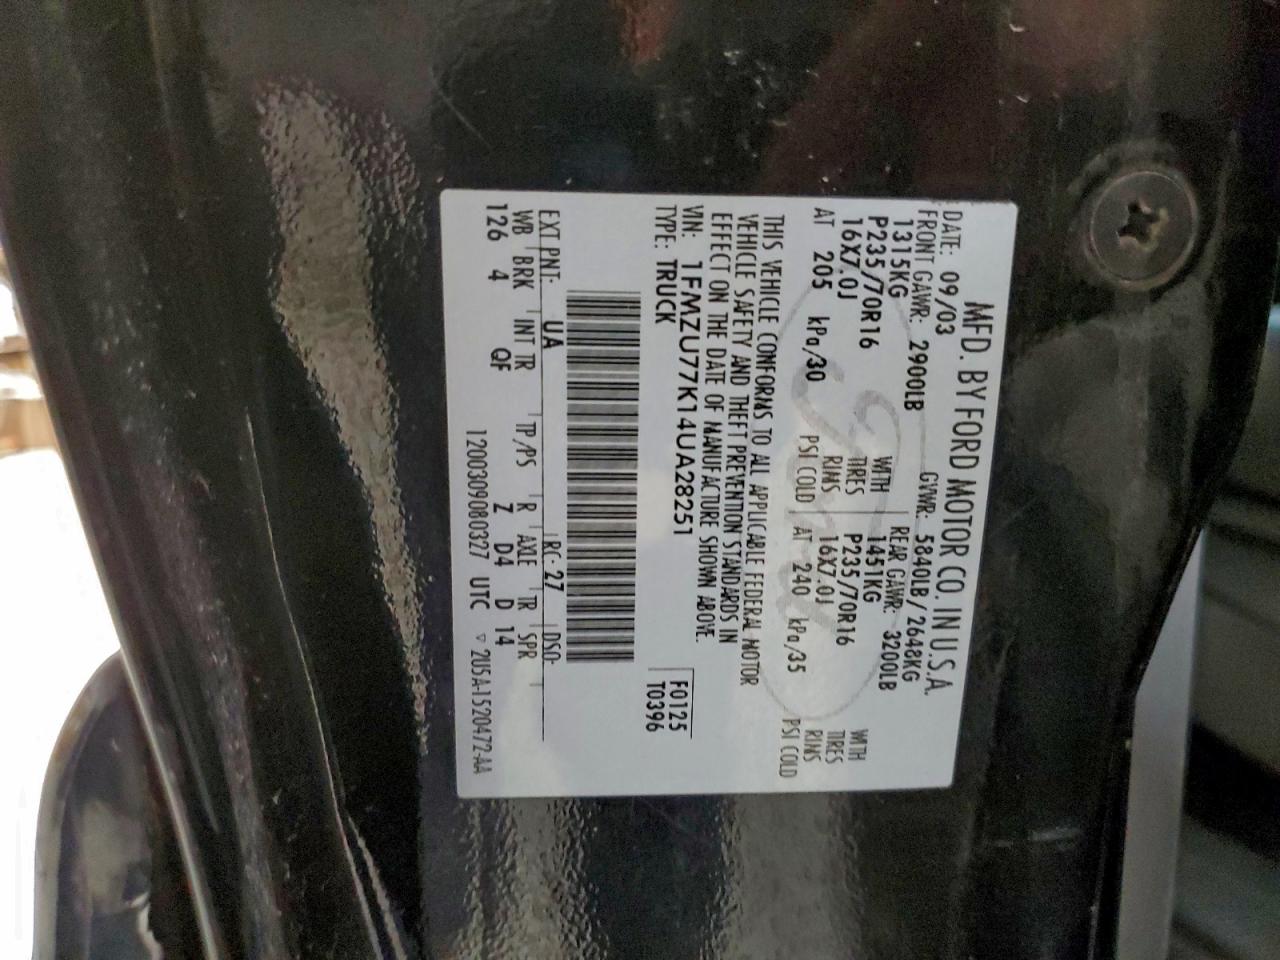 MFD. BY FORD MOTOR CO. IN U.S.A.
DATE: 09/03 GVWR: 5840LB/2648KG
FRONT GAWR: 2900LB REAR GAWR: 3200LB
1315KG WITH 1451KG WITH
P235/70R16 TIRES P235/70R16 TIRES
16X7.0J RIMS 16X7.0J RIMS
AT 205 kPa/30 PSI COLD AT 240 kPa/35 PSI COLD
THIS VEHICLE CONFORMS TO ALL APPLICABLE FEDERAL MOTOR
VEHICLE SAFETY AND THEFT PREVENTION STANDARDS IN
EFFECT ON THE DATE OF MANUFACTURE SHOWN ABOVE.
VIN: 1FMZU77K14UA28251 F0125
TYPE: TRUCK T0396
EXT PNT: UA RC: 27 DSO:
WB BRK INT TR TP/PS R AXLE TR SPR
126 4 QF Z D4 D 14
1200309080327 UTC ▽ 2U5A-1520472-AA